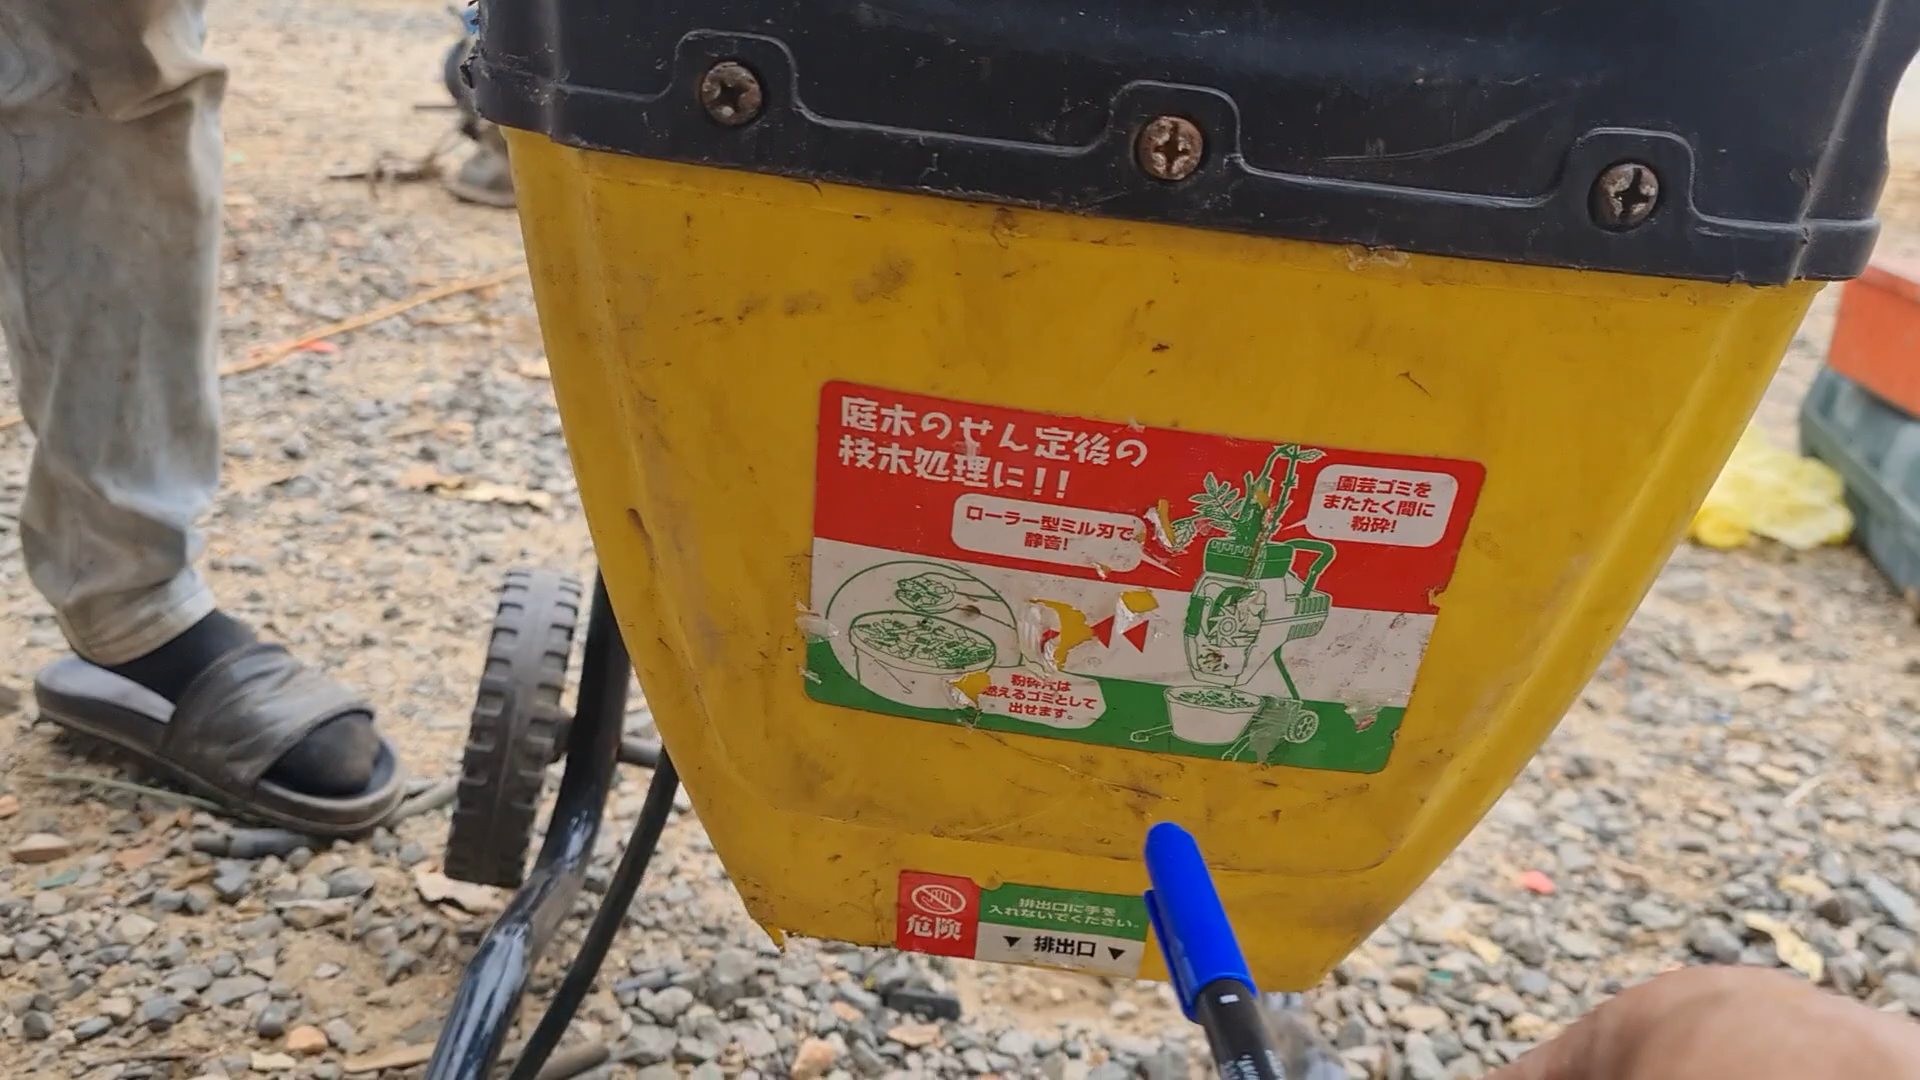 庭木のせん定後の
枝木処理に!!
園芸ゴミを
またたく間に
粉砕!
ローラー型ミル刃で
静音!
粉砕片は
燃えるゴミとして
出せます。
危険
排出口に手を
入れないでください。
▼ 排出口 ▼